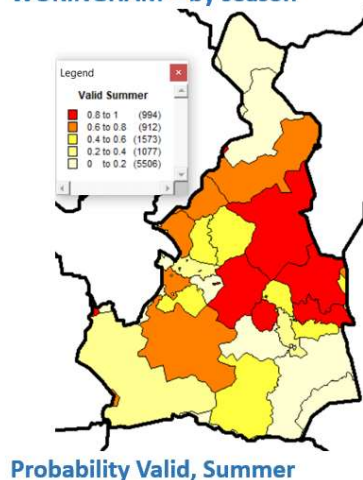 Legend
Valid Summer
0.8 to 1 (994)
0.6 to 0.8 (912)
0.4 to 0.6 (1573)
0.2 to 0.4 (1077)
0 to 0.2 (5506)
Probability Valid, Summer